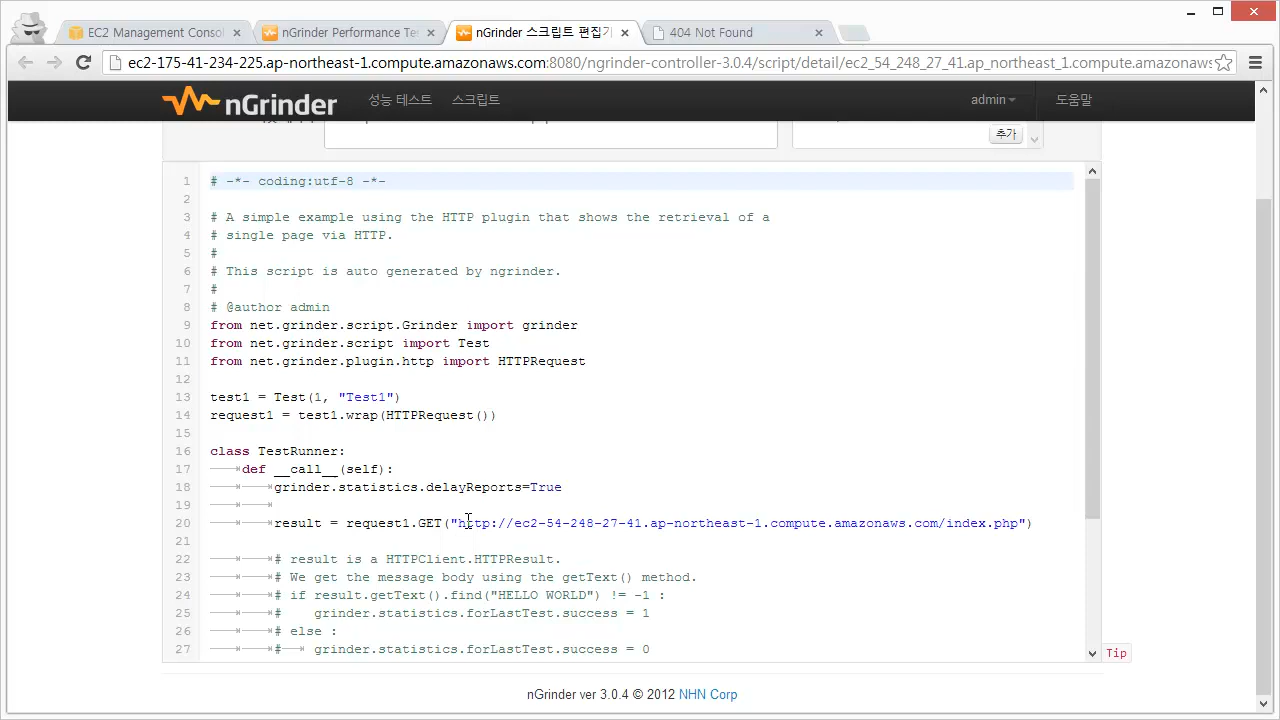 EC2 Management Consol
nGrinder Performance Te
nGrinder 스크립트 편집기
404 Not Found
ec2-175-41-234-225.ap-northeast-1.compute.amazonaws.com:8080/ngrinder-controller-3.0.4/script/detail/ec2_54_248_27_41.ap_northeast_1.compute.amazonaws
nGrinder
성능 테스트
스크립트
admin
도움말
추가
1 # -*- coding:utf-8 -*-
2
3 # A simple example using the HTTP plugin that shows the retrieval of a
4 # single page via HTTP.
5 #
6 # This script is auto generated by ngrinder.
7 #
8 # @author admin
9 from net.grinder.script.Grinder import grinder
10 from net.grinder.script import Test
11 from net.grinder.plugin.http import HTTPRequest
12
13 test1 = Test(1, "Test1")
14 request1 = test1.wrap(HTTPRequest())
15
16 class TestRunner:
17 def __call__(self):
18 grinder.statistics.delayReports=True
19
20 result = request1.GET("http://ec2-54-248-27-41.ap-northeast-1.compute.amazonaws.com/index.php")
21
22 # result is a HTTPClient.HTTPResult.
23 # We get the message body using the getText() method.
24 # if result.getText().find("HELLO WORLD") != -1 :
25 # grinder.statistics.forLastTest.success = 1
26 # else :
27 # grinder.statistics.forLastTest.success = 0
Tip
nGrinder ver 3.0.4 © 2012 NHN Corp